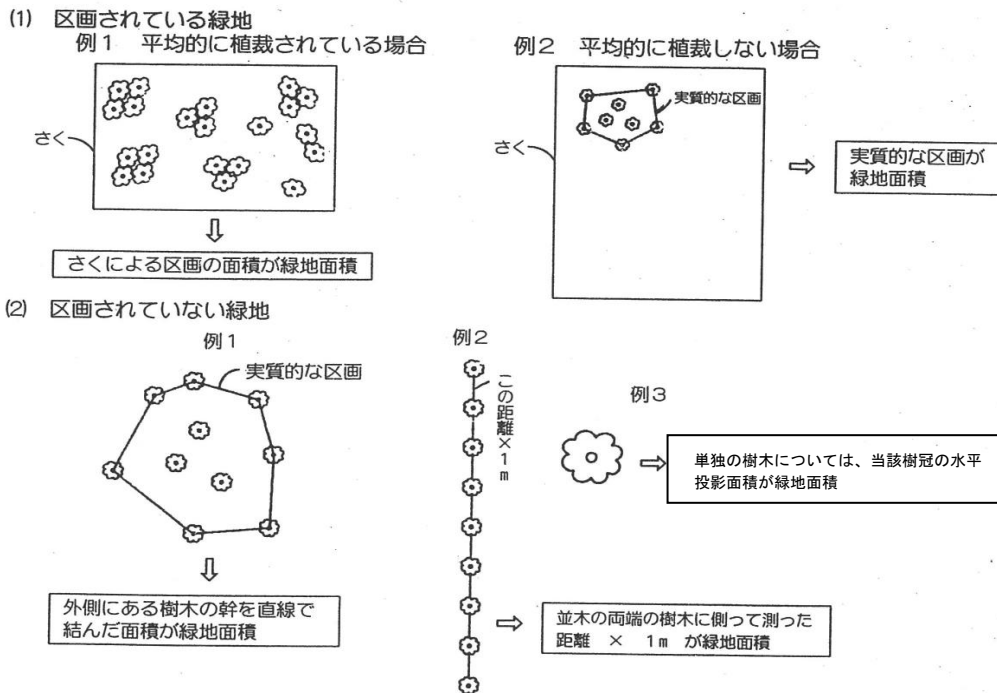 (1) 区画されている緑地
例1 平均的に植裁されている場合
さく
さくによる区画の面積が緑地面積
例2 平均的に植裁しない場合
実質的な区画
さく
実質的な区画が
緑地面積
(2) 区画されていない緑地
例1
実質的な区画
外側にある樹木の幹を直線で
結んだ面積が緑地面積
例2
この距離×1m
並木の両端の樹木に側って測った
距離 × 1m が緑地面積
例3
単独の樹木については、当該樹冠の水平
投影面積が緑地面積